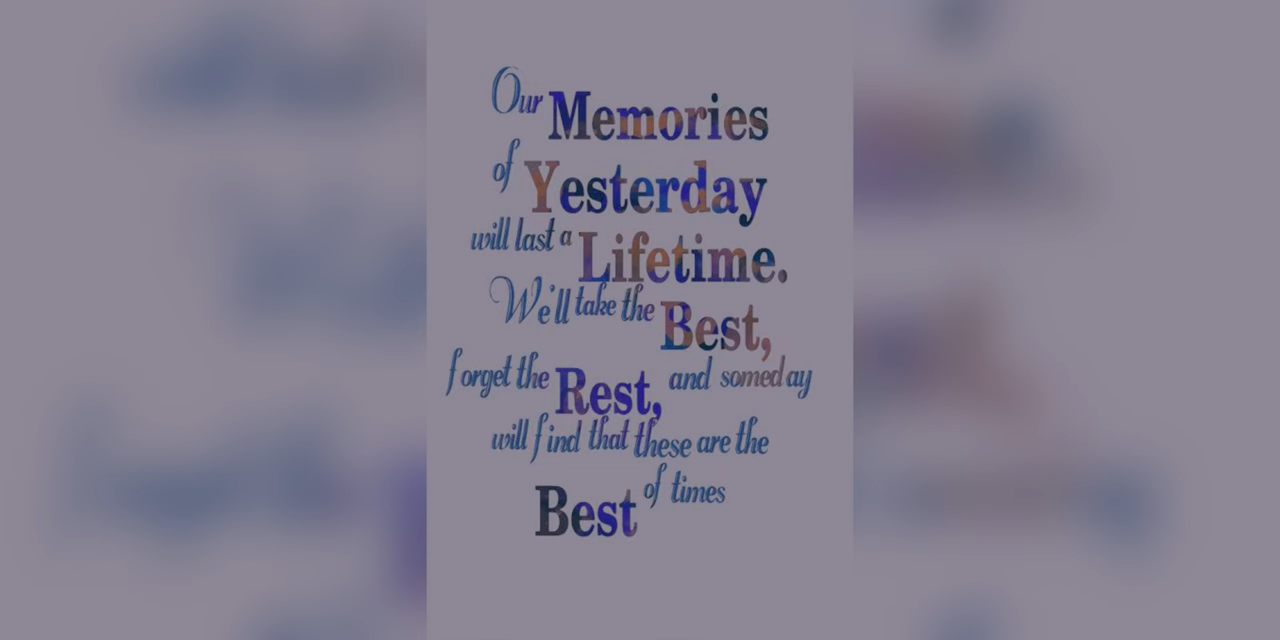 Our Memories
of Yesterday
will last a Lifetime.
We'll take the Best,
forget the Rest, and someday
will find that these are the
Best of times